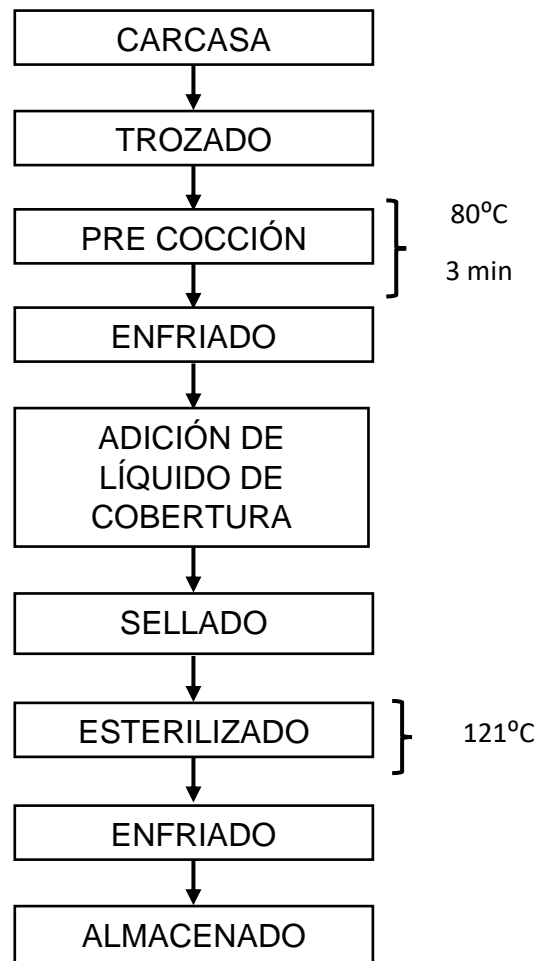 CARCASA
TROZADO
PRE COCCIÓN
80ºC
3 min
ENFRIADO
ADICIÓN DE
LÍQUIDO DE
COBERTURA
SELLADO
ESTERILIZADO
121ºC
ENFRIADO
ALMACENADO